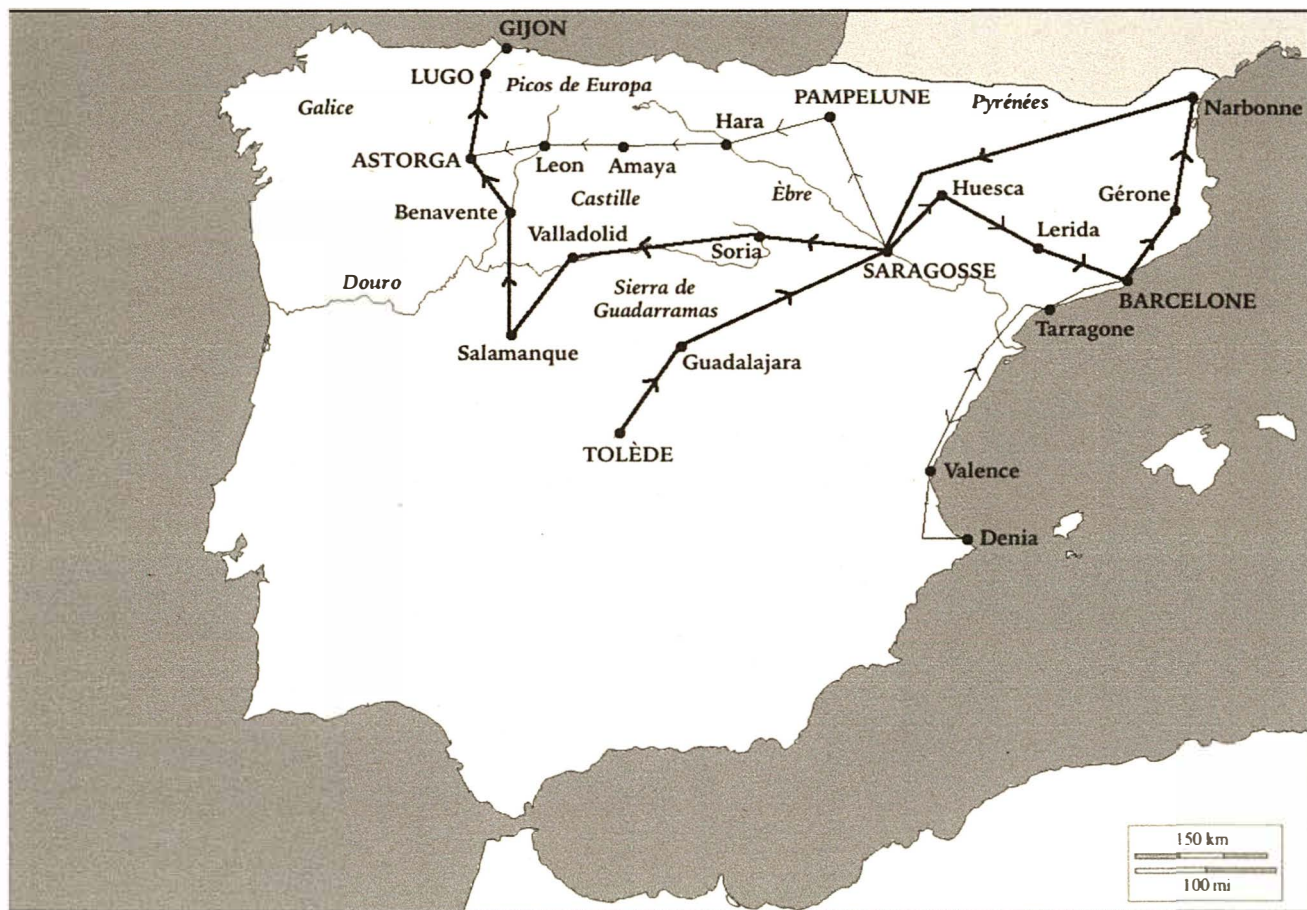 GIJON
LUGO
Picos de Europa
Galice
PAMPELUNE
Pyrénées
Narbonne
Hara
ASTORGA
Leon
Amaya
Huesca
Gérone
Benavente
Castille
Èbre
Valladolid
Soria
Lerida
SARAGOSSE
Douro
Sierra de
Guadarramas
BARCELONE
Tarragone
Salamanque
Guadalajara
TOLÈDE
Valence
Denia
150 km
100 mi